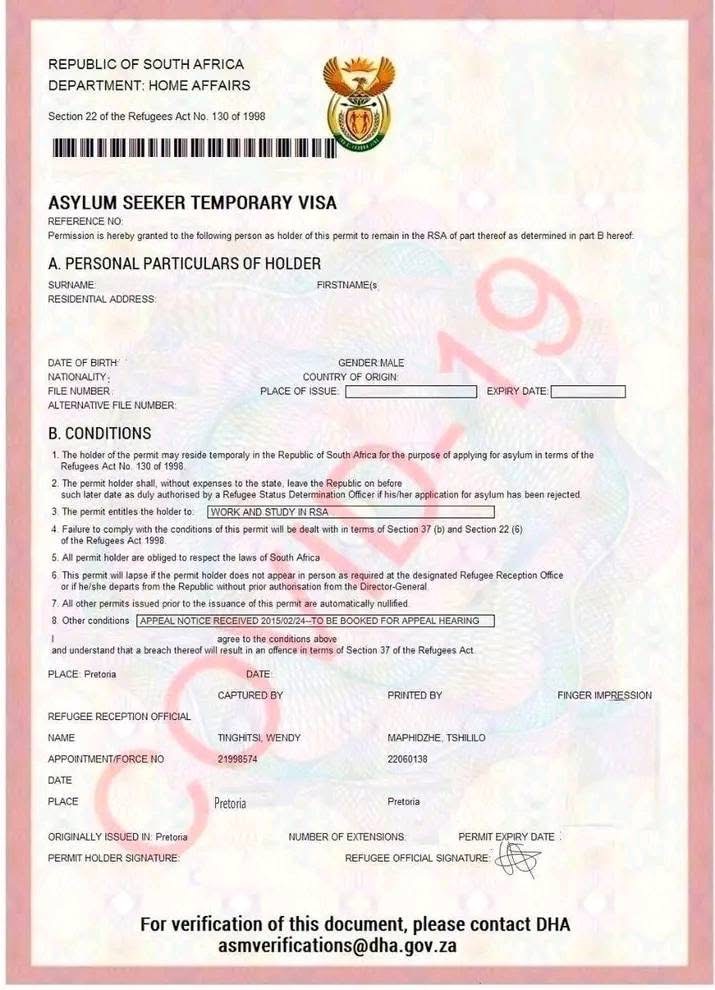 REPUBLIC OF SOUTH AFRICA
DEPARTMENT: HOME AFFAIRS
Section 22 of the Refugees Act No. 130 of 1998
ASYLUM SEEKER TEMPORARY VISA
REFERENCE NO:
Permission is hereby granted to the following person as holder of this permit to remain in the RSA of part thereof as determined in part B hereof:
A. PERSONAL PARTICULARS OF HOLDER
SURNAME: FIRSTNAME(s
RESIDENTIAL ADDRESS:
DATE OF BIRTH: GENDER:MALE
NATIONALITY: COUNTRY OF ORIGIN:
FILE NUMBER: PLACE OF ISSUE: EXPIRY DATE:
ALTERNATIVE FILE NUMBER:
B. CONDITIONS
1. The holder of the permit may reside temporaly in the Republic of South Africa for the purpose of applying for asylum in terms of the
Refugees Act No. 130 of 1998.
2. The permit holder shall, without expenses to the state, leave the Republic on before
such later date as duly authorised by a Refugee Status Determination Officer if his/her application for asylum has been rejected.
3. The permit entitles the holder to: WORK AND STUDY IN RSA
4. Failure to comply with the conditions of this permit will be dealt with in terms of Section 37 (b) and Section 22 (6)
of the Refugees Act 1998.
5. All permit holder are obliged to respect the laws of South Africa
6. This permit will lapse if the permit holder does not appear in person as required at the designated Refugee Reception Office
or if he/she departs from the Republic without prior authorisation from the Director-General.
7. All other permits issued prior to the issuance of this permit are automatically nullified.
8. Other conditions APPEAL NOTICE RECEIVED 2015/02/24--TO BE BOOKED FOR APPEAL HEARING
I agree to the conditions above
and understand that a breach thereof will result in an offence in terms of Section 37 of the Refugees Act.
PLACE: Pretoria DATE:
CAPTURED BY PRINTED BY FINGER IMPRESSION
REFUGEE RECEPTION OFFICIAL
NAME TINGHITSI, WENDY MAPHIDZHE, TSHILILO
APPOINTMENT/FORCE NO 21998574 22060138
DATE
PLACE Pretoria Pretoria
ORIGINALLY ISSUED IN: Pretoria NUMBER OF EXTENSIONS: PERMIT EXPIRY DATE :
PERMIT HOLDER SIGNATURE: REFUGEE OFFICIAL SIGNATURE:
For verification of this document, please contact DHA
asmverifications@dha.gov.za
COVID-19